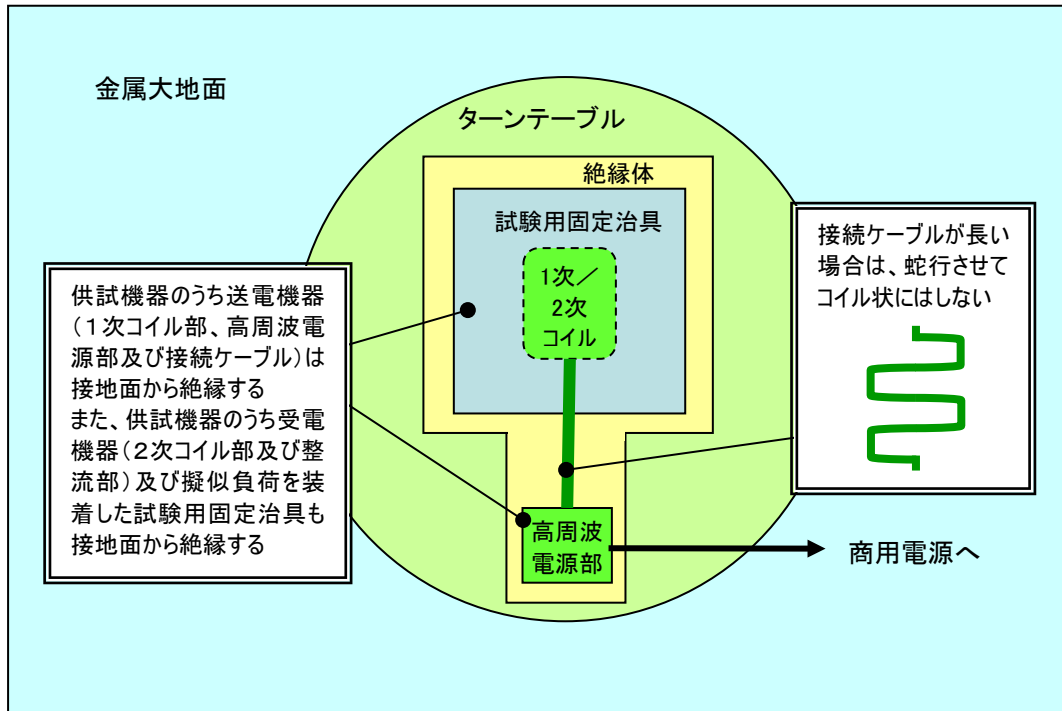 金属大地面
ターンテーブル
絶縁体
試験用固定治具
1次／
2次
コイル
接続ケーブルが長い
場合は、蛇行させて
コイル状にはしない
供試機器のうち送電機器
（１次コイル部、高周波電
源部及び接続ケーブル）は
接地面から絶縁する
また、供試機器のうち受電
機器（２次コイル部及び整
流部）及び擬似負荷を装
着した試験用固定治具も
接地面から絶縁する
高周波
電源部
商用電源へ